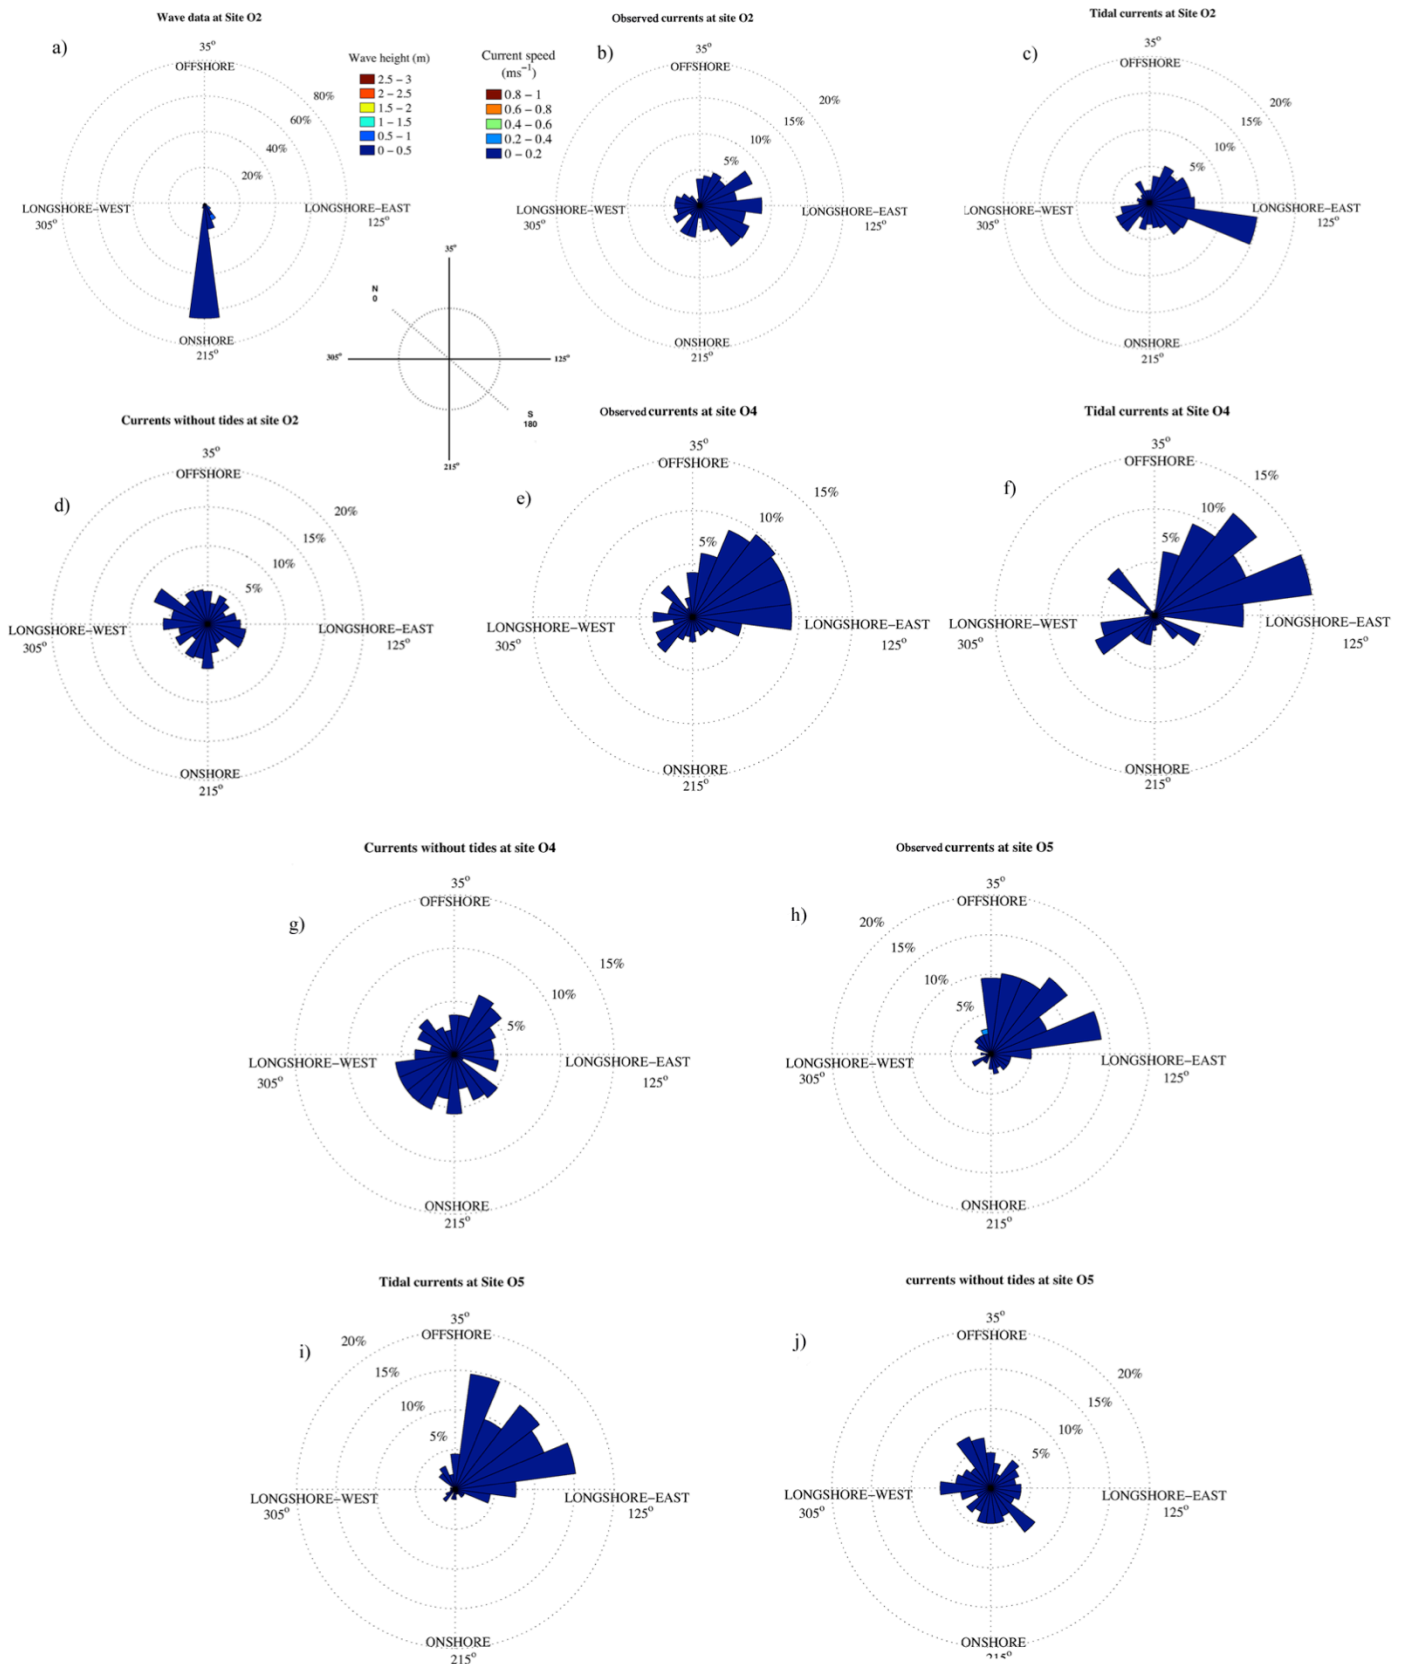 Wave data at Site O2
a)
35°
OFFSHORE
80%
60%
40%
20%
LONGSHORE−WEST
305°
LONGSHORE−EAST
125°
ONSHORE
215°
Wave height (m)
2.5 − 3
2 − 2.5
1.5 − 2
1 − 1.5
0.5 − 1
0 − 0.5
Current speed
(ms⁻¹)
0.8 − 1
0.6 − 0.8
0.4 − 0.6
0.2 − 0.4
0 − 0.2
Observed currents at site O2
b)
35°
OFFSHORE
20%
15%
10%
5%
LONGSHORE−WEST
305°
LONGSHORE−EAST
125°
ONSHORE
215°
Tidal currents at Site O2
c)
35°
OFFSHORE
20%
15%
10%
5%
LONGSHORE−WEST
305°
LONGSHORE−EAST
125°
ONSHORE
215°
35°
N
0
305°
125°
S
180
215°
Currents without tides at site O2
d)
35°
OFFSHORE
20%
15%
10%
5%
LONGSHORE−WEST
305°
LONGSHORE−EAST
125°
ONSHORE
215°
Observed currents at site O4
e)
35°
OFFSHORE
15%
10%
5%
LONGSHORE−WEST
305°
LONGSHORE−EAST
125°
ONSHORE
215°
Tidal currents at Site O4
f)
35°
OFFSHORE
15%
10%
5%
LONGSHORE−WEST
305°
LONGSHORE−EAST
125°
ONSHORE
215°
Currents without tides at site O4
g)
35°
OFFSHORE
15%
10%
5%
LONGSHORE−WEST
305°
LONGSHORE−EAST
125°
ONSHORE
215°
Observed currents at site O5
h)
35°
OFFSHORE
20%
15%
10%
5%
LONGSHORE−WEST
305°
LONGSHORE−EAST
125°
ONSHORE
215°
Tidal currents at Site O5
i)
35°
OFFSHORE
20%
15%
10%
5%
LONGSHORE−WEST
305°
LONGSHORE−EAST
125°
ONSHORE
215°
currents without tides at site O5
j)
35°
OFFSHORE
20%
15%
10%
5%
LONGSHORE−WEST
305°
LONGSHORE−EAST
125°
ONSHORE
215°